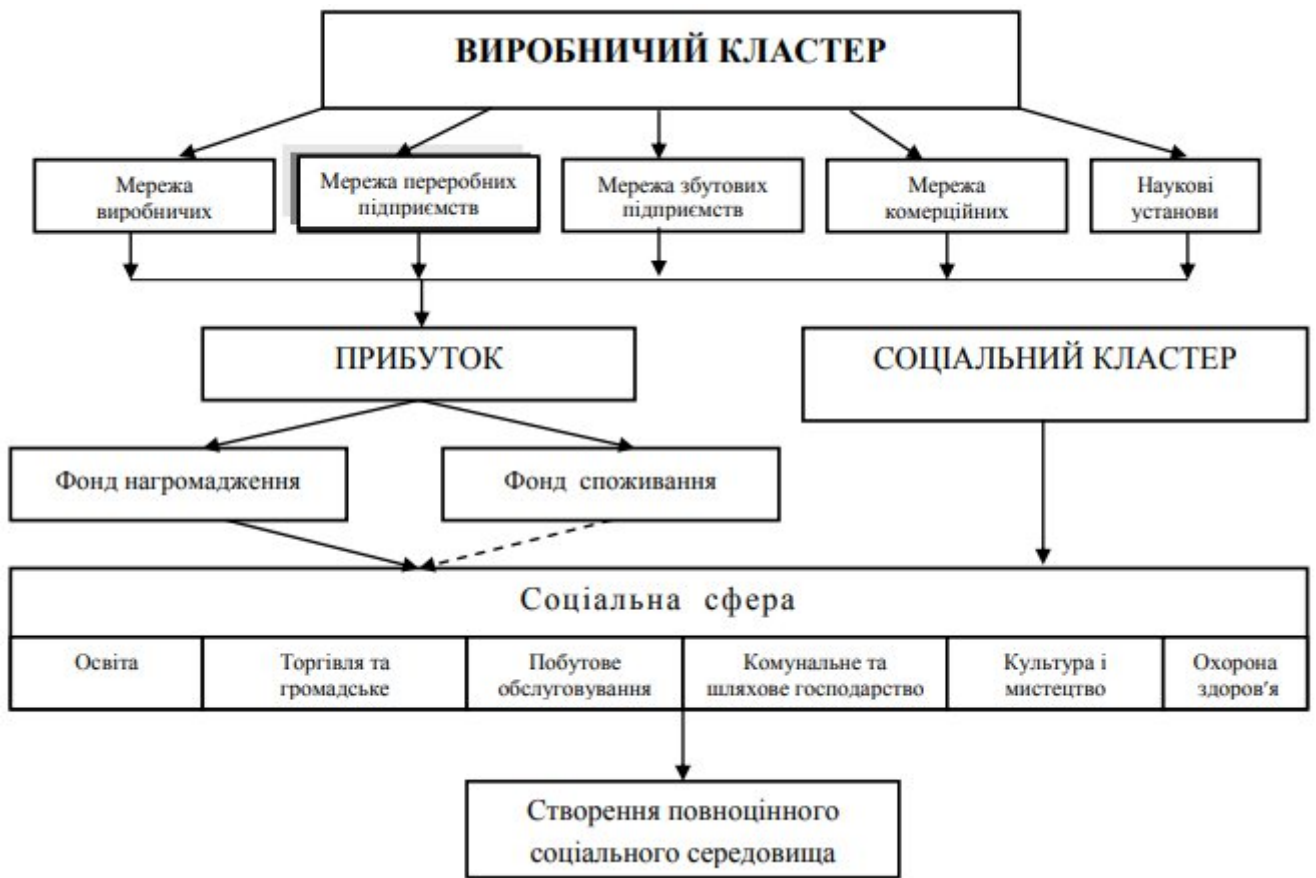 ВИРОБНИЧИЙ КЛАСТЕР
Мережа
виробничих
Мережа переробних
підприємств
Мережа збутових
підприємств
Мережа
комерційних
Наукові
установи
ПРИБУТОК
СОЦІАЛЬНИЙ КЛАСТЕР
Фонд нагромадження
Фонд споживання
Соціальна сфера
Освіта
Торгівля та
громадське
Побутове
обслуговування
Комунальне та
шляхове господарство
Культура і
мистецтво
Охорона
здоров'я
Створення повноцінного
соціального середовища